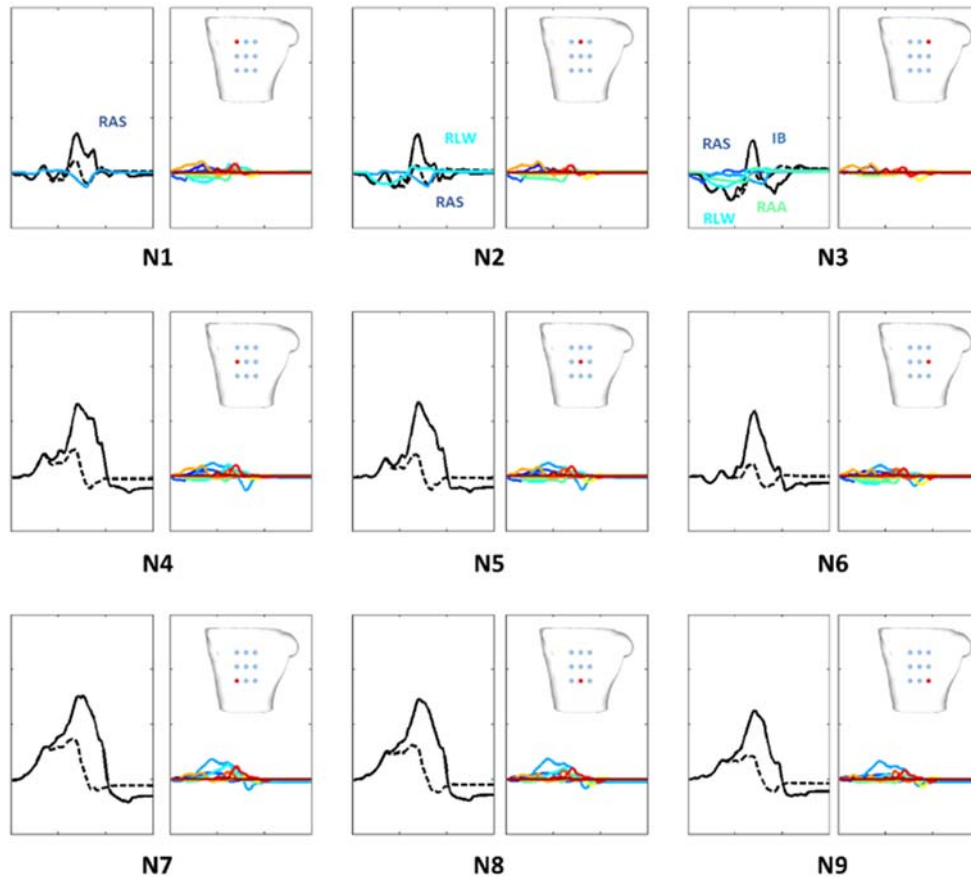 RAS
RLW
RAS
RAS IB
RLW RAA
N1 N2 N3
N4 N5 N6
N7 N8 N9